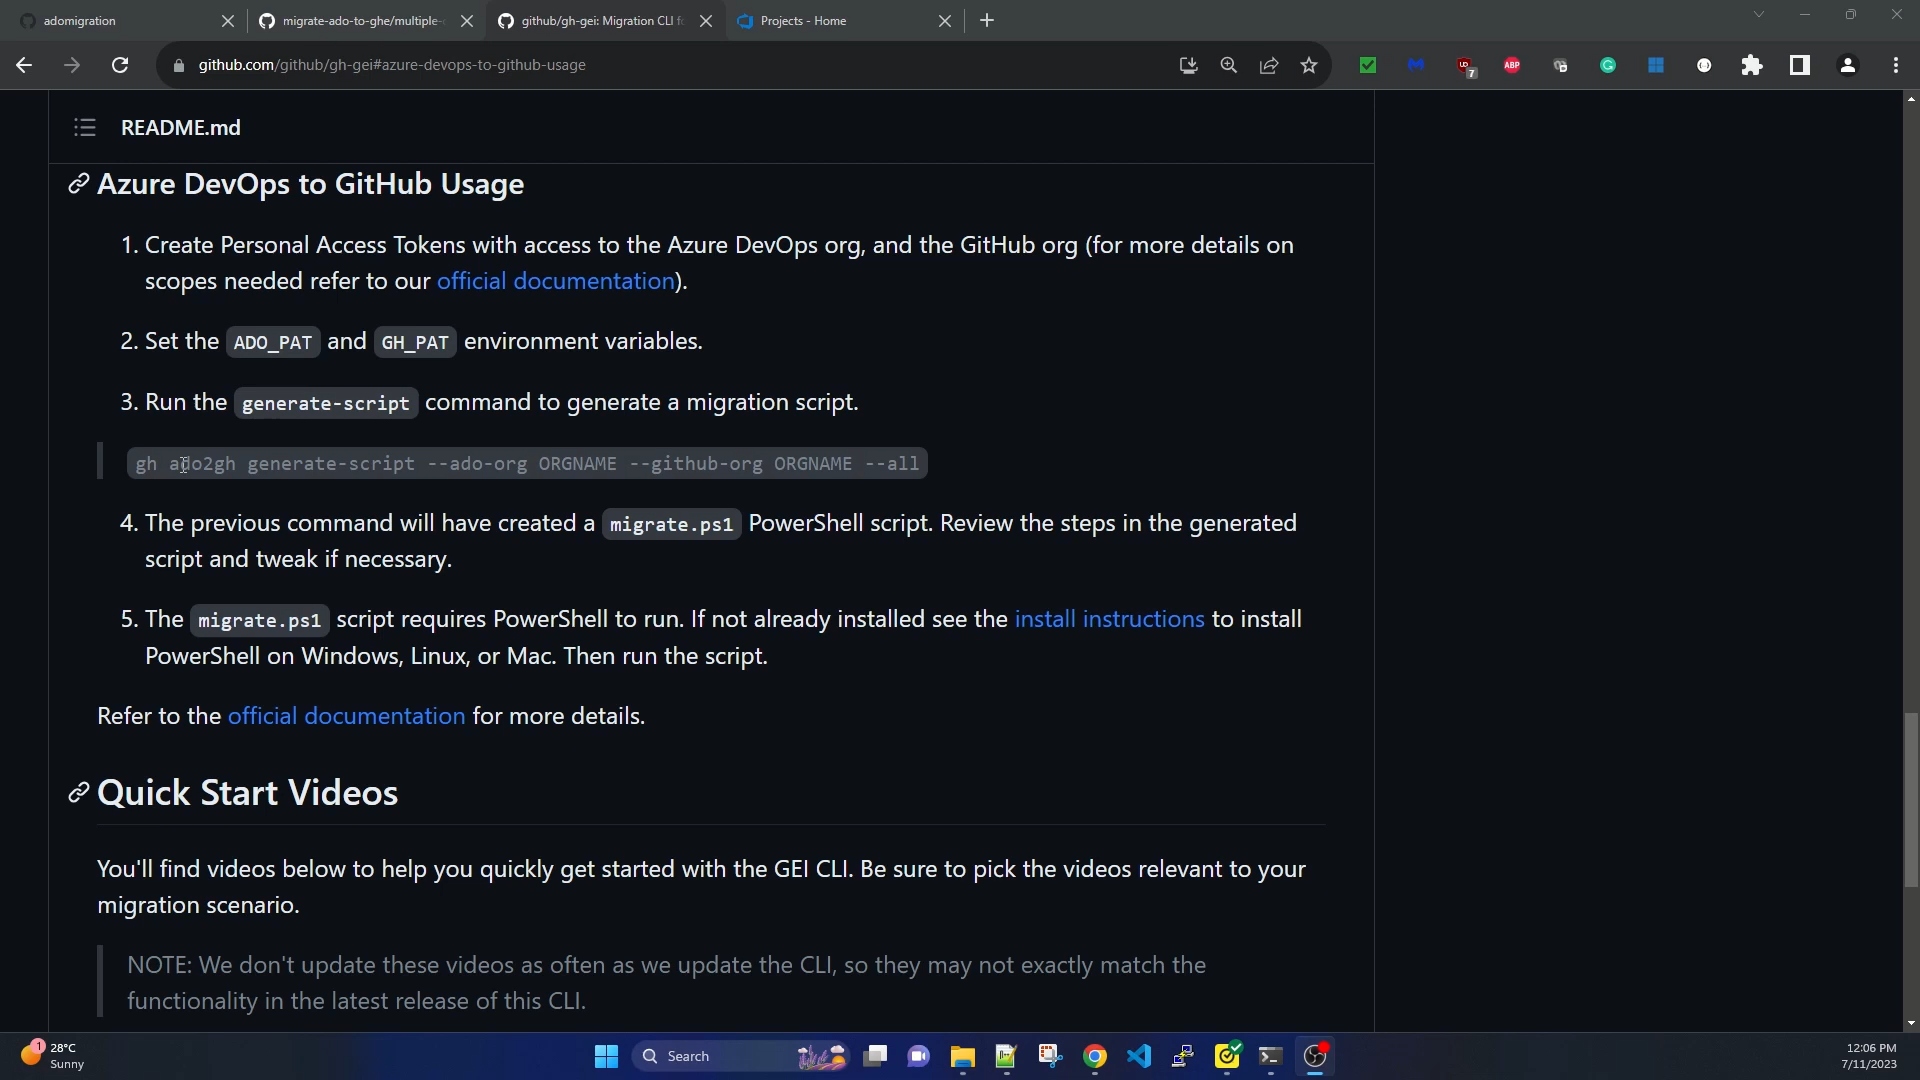 adomigration
migrate-ado-to-ghe/multiple-
github/gh-gei: Migration CLI fo
Projects - Home
github.com/github/gh-gei#azure-devops-to-github-usage
7
ABP
README.md
Azure DevOps to GitHub Usage
1. Create Personal Access Tokens with access to the Azure DevOps org, and the GitHub org (for more details on
scopes needed refer to our official documentation).
2. Set the ADO_PAT and GH_PAT environment variables.
3. Run the generate-script command to generate a migration script.
gh ado2gh generate-script --ado-org ORGNAME --github-org ORGNAME --all
4. The previous command will have created a migrate.ps1 PowerShell script. Review the steps in the generated
script and tweak if necessary.
5. The migrate.ps1 script requires PowerShell to run. If not already installed see the install instructions to install
PowerShell on Windows, Linux, or Mac. Then run the script.
Refer to the official documentation for more details.
Quick Start Videos
You'll find videos below to help you quickly get started with the GEI CLI. Be sure to pick the videos relevant to your
migration scenario.
NOTE: We don't update these videos as often as we update the CLI, so they may not exactly match the
functionality in the latest release of this CLI.
1
28°C
Sunny
Search
12:06 PM
7/11/2023